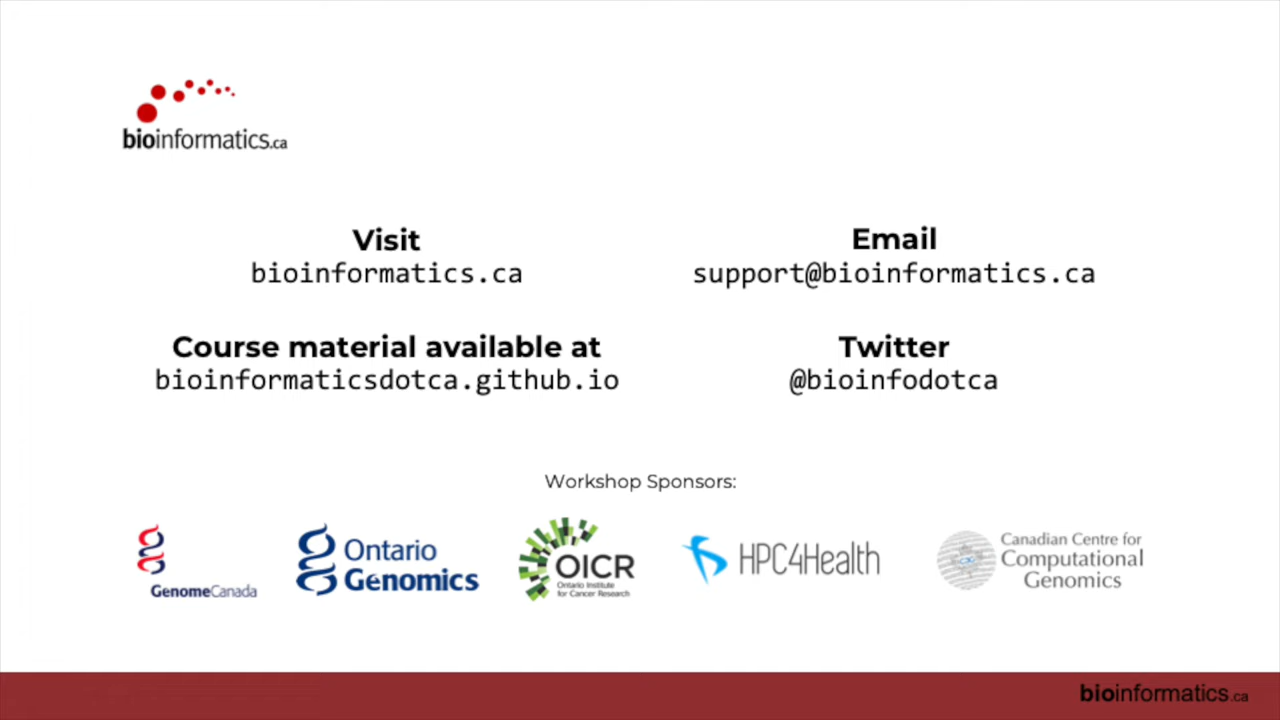 bioinformatics.ca
Visit
bioinformatics.ca
Email
support@bioinformatics.ca
Course material available at
bioinformaticsdotca.github.io
Twitter
@bioinfodotca
Workshop Sponsors:
GenomeCanada
Ontario
Genomics
OICR
Ontario Institute
for Cancer Research
HPC4Health
Canadian Centre for
Computational
Genomics
bioinformatics.ca